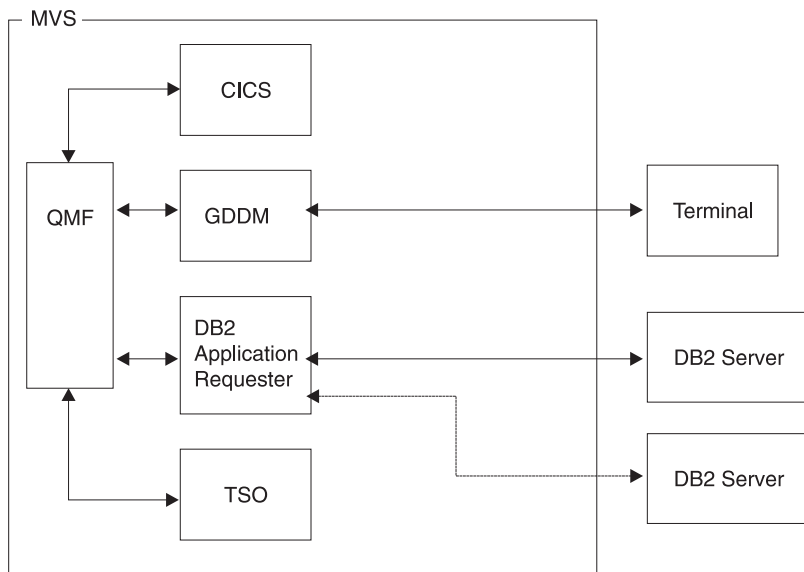 MVS
CICS
QMF
GDDM
Terminal
DB2
Application
Requester
DB2 Server
DB2 Server
TSO